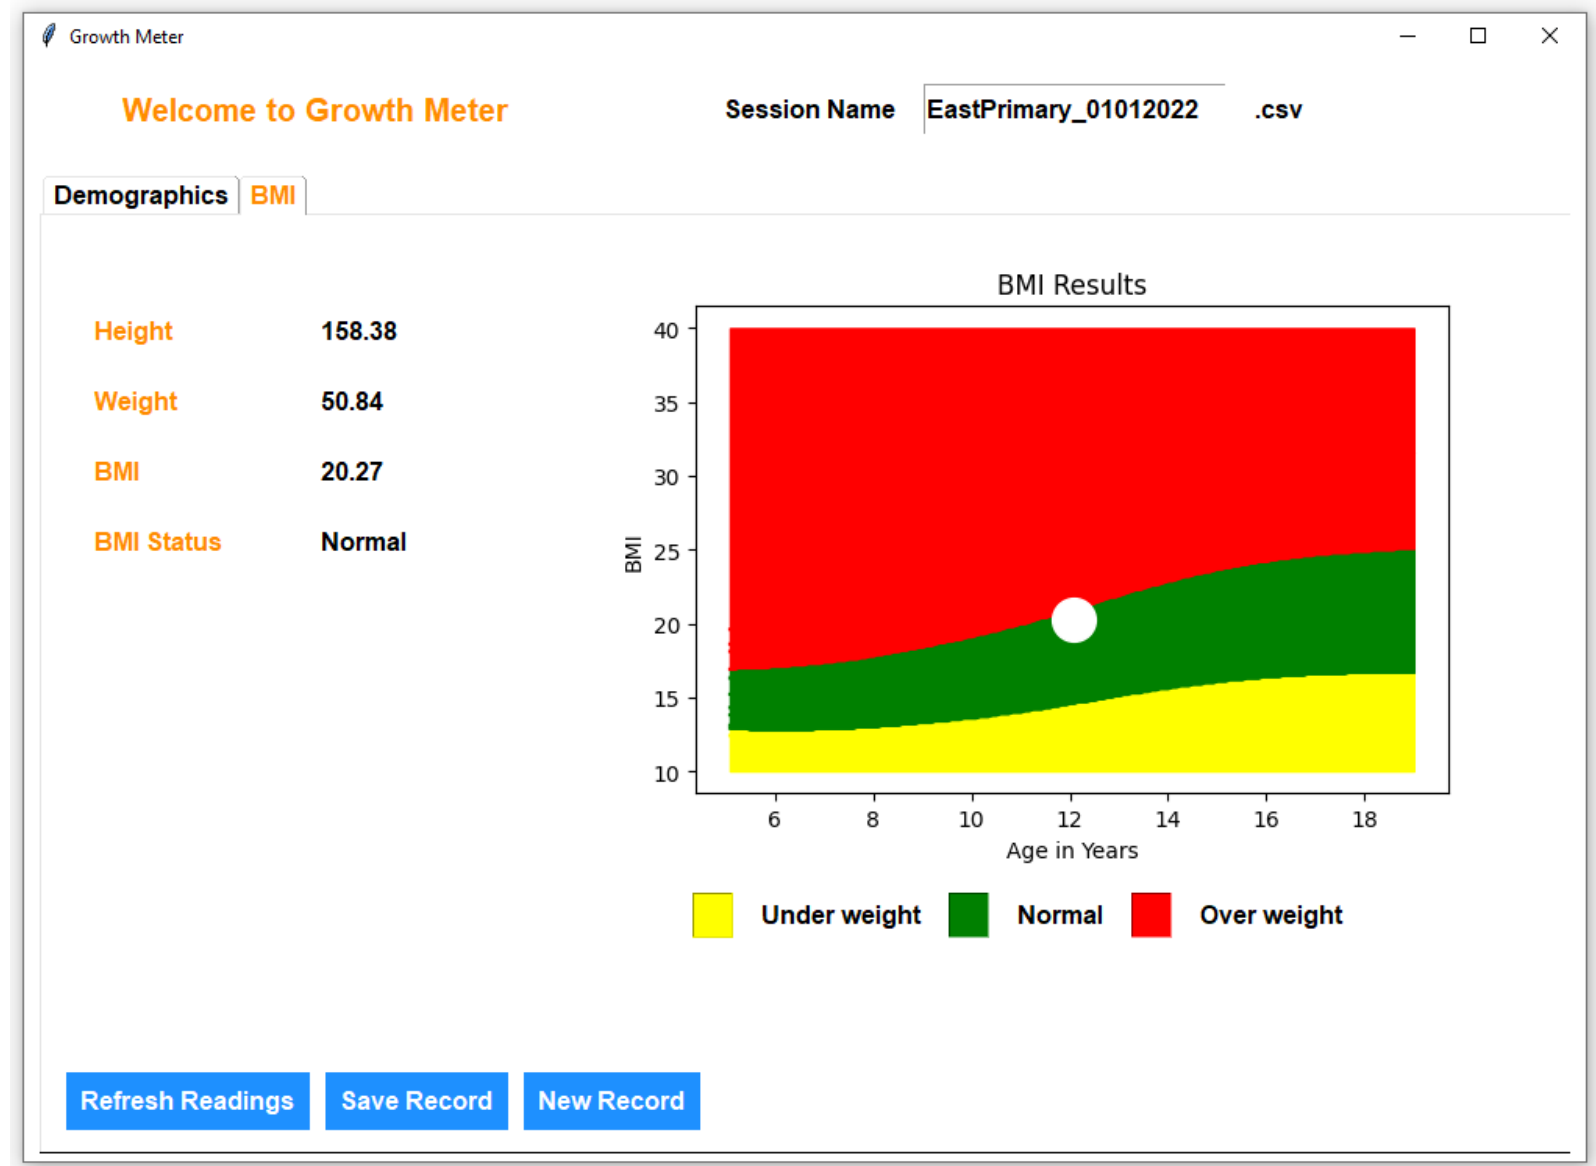 Growth Meter
Welcome to Growth Meter
Session Name EastPrimary_01012022 .csv
Demographics BMI
Height 158.38
Weight 50.84
BMI 20.27
BMI Status Normal
BMI Results
40
35
30
25
20
15
10
BMI
6 8 10 12 14 16 18
Age in Years
Under weight Normal Over weight
Refresh Readings Save Record New Record